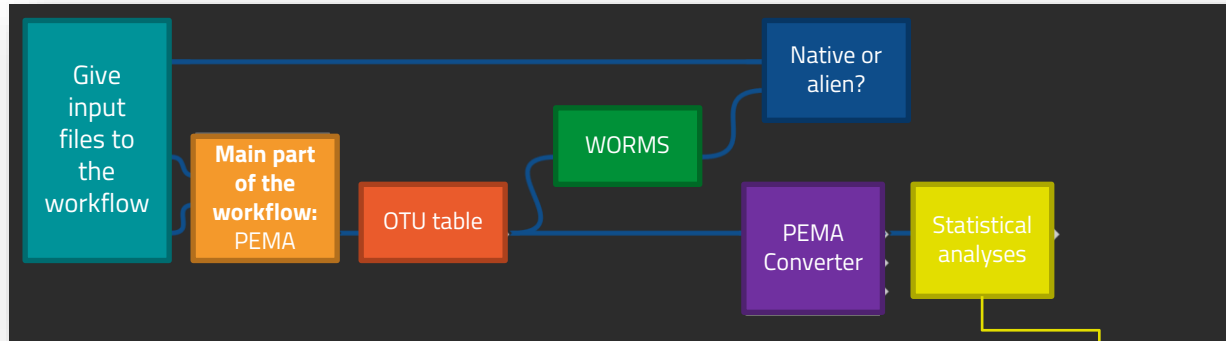 Give
input
files to
the
workflow
Main part
of the
workflow:
PEMA
OTU table
WORMS
Native or
alien?
PEMA
Converter
Statistical
analyses